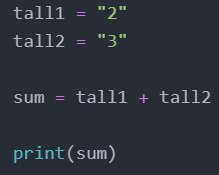 tall1 = "2"
tall2 = "3"
sum = tall1 + tall2
print(sum)